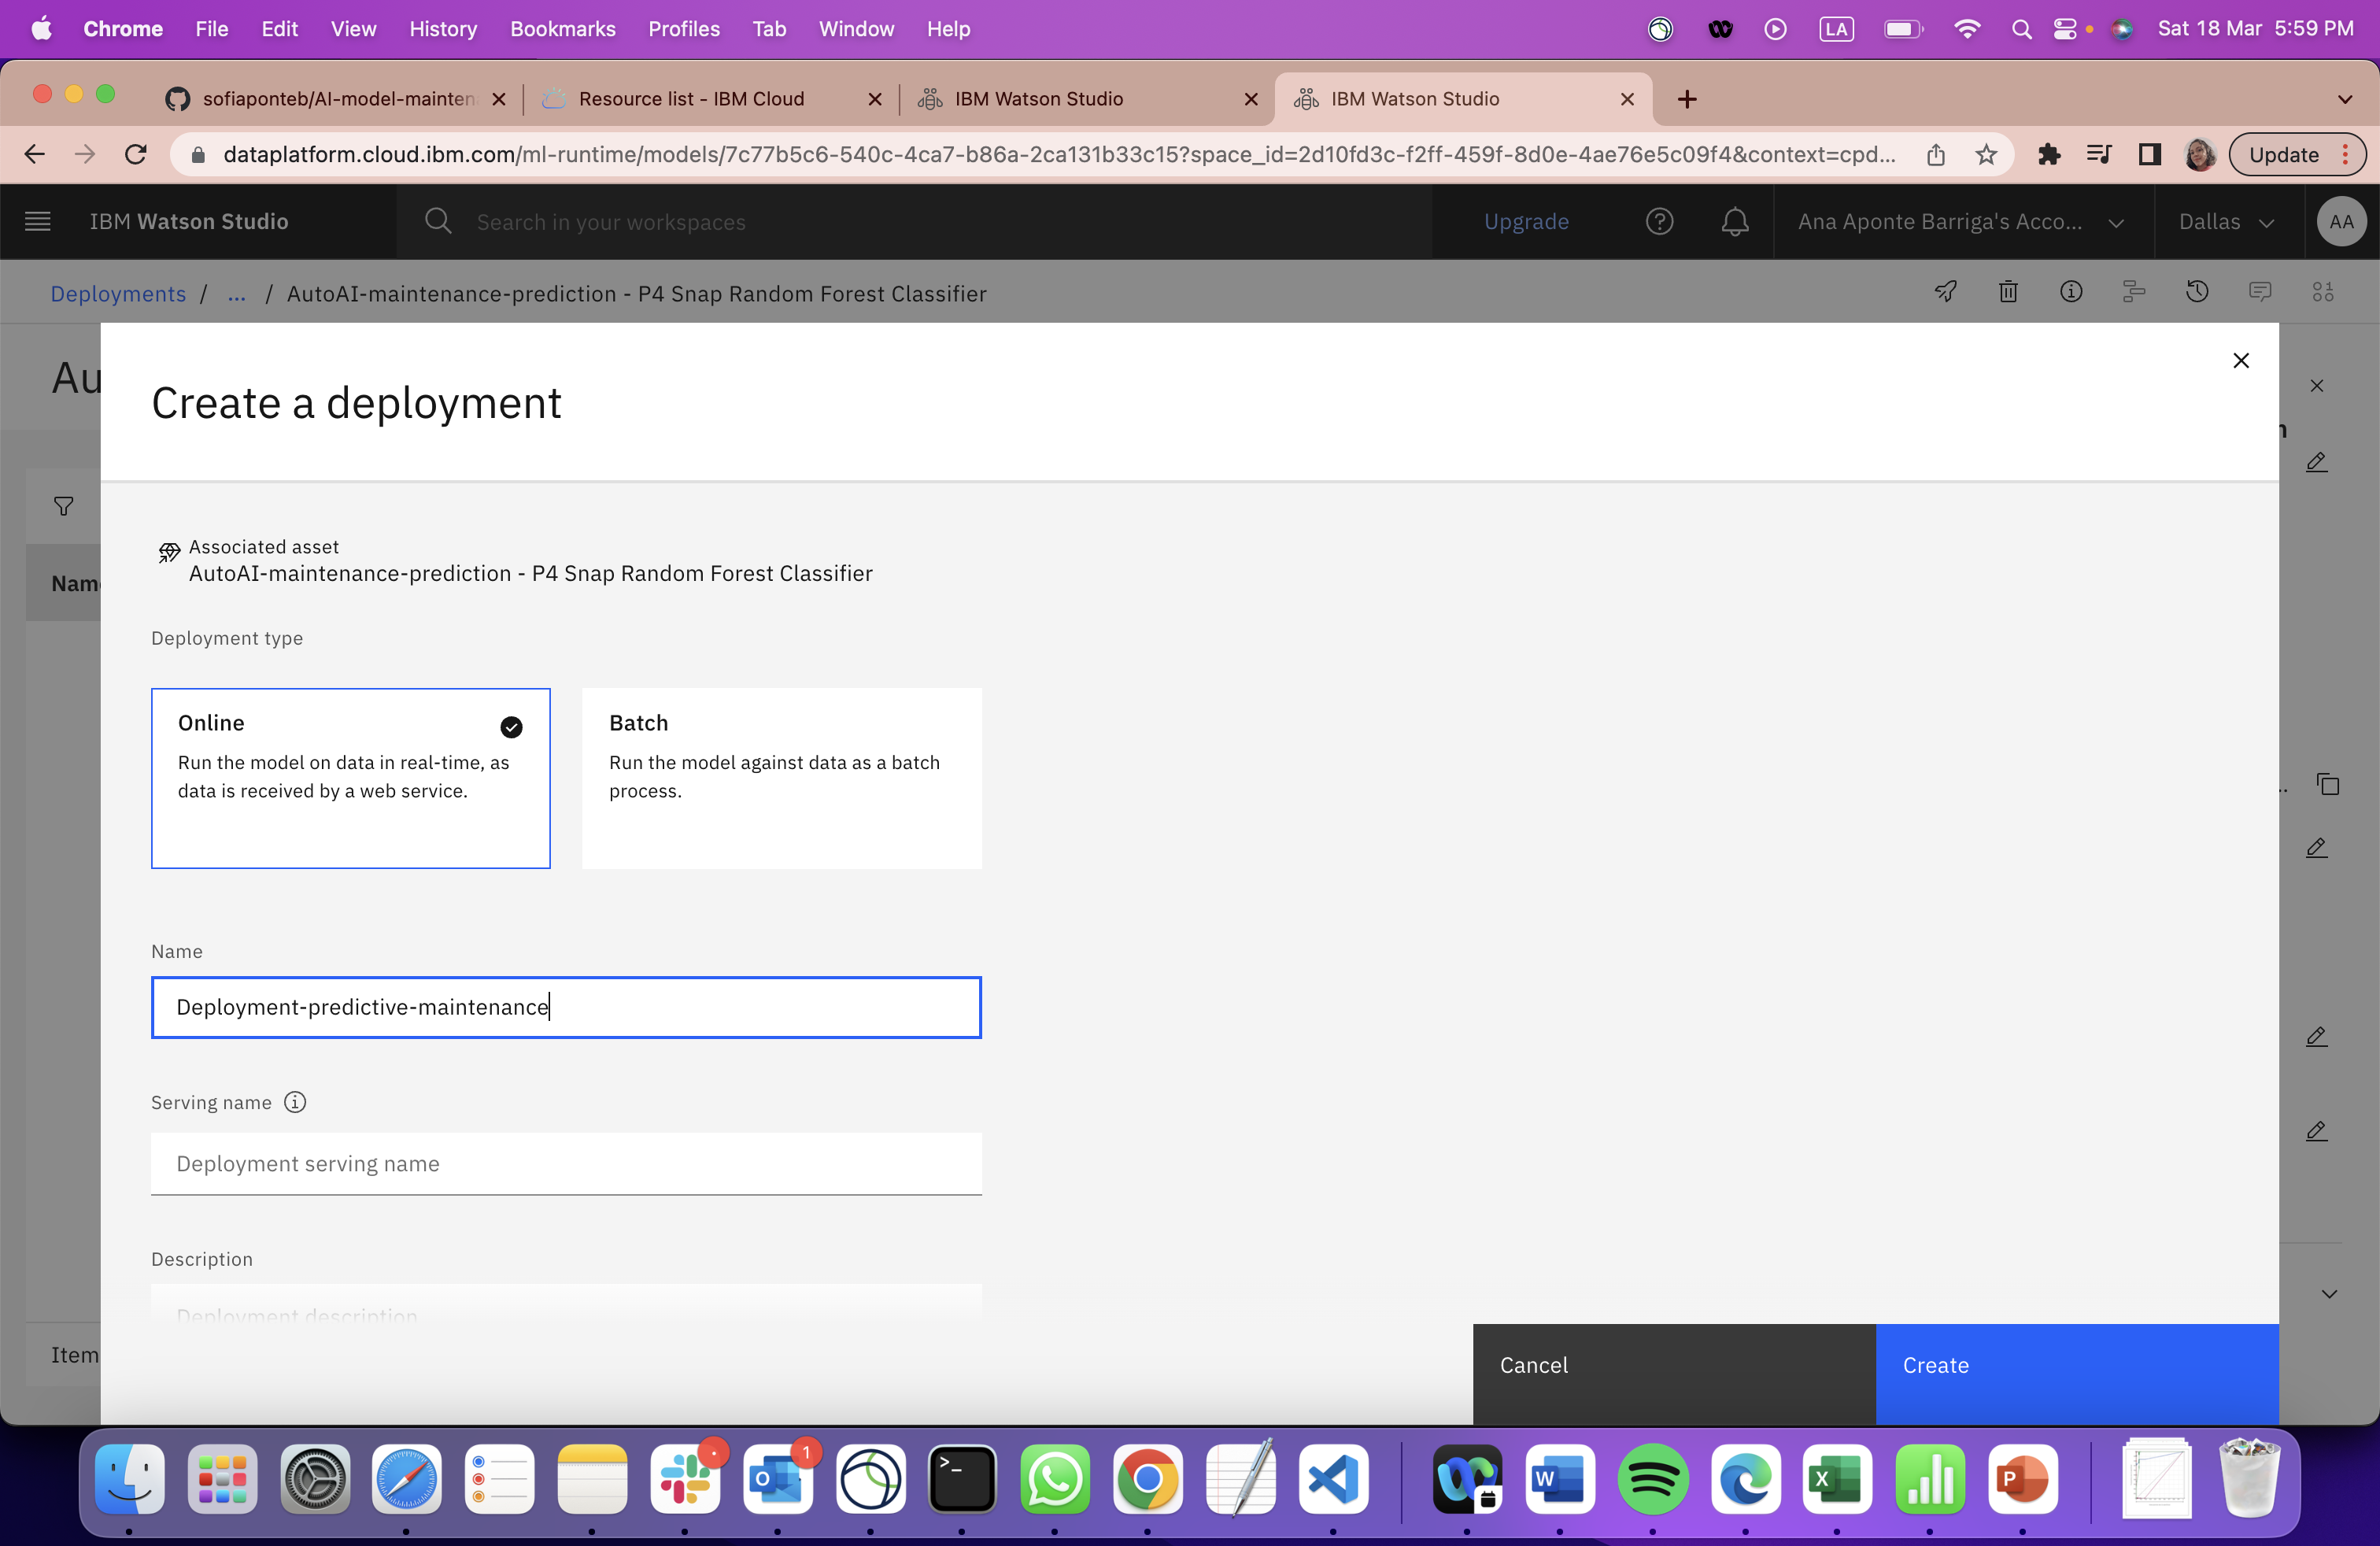 Chrome File Edit View History Bookmarks Profiles Tab Window Help LA Sat 18 Mar 5:59 PM
sofiaponteb/AI-model-mainten Resource list - IBM Cloud IBM Watson Studio IBM Watson Studio
dataplatform.cloud.ibm.com/ml-runtime/models/7c77b5c6-540c-4ca7-b86a-2ca131b33c15?space_id=2d10fd3c-f2ff-459f-8d0e-4ae76e5c09f4&context=cpd... Update
IBM Watson Studio Search in your workspaces Upgrade Ana Aponte Barriga's Acco... Dallas AA
Deployments / ... / AutoAI-maintenance-prediction - P4 Snap Random Forest Classifier
Au
Create a deployment
Associated asset
AutoAI-maintenance-prediction - P4 Snap Random Forest Classifier
Nam
Deployment type
Online
Run the model on data in real-time, as
data is received by a web service.
Batch
Run the model against data as a batch
process.
Name
Deployment-predictive-maintenance
Serving name
Deployment serving name
Description
Deployment description
Item
Cancel Create
1